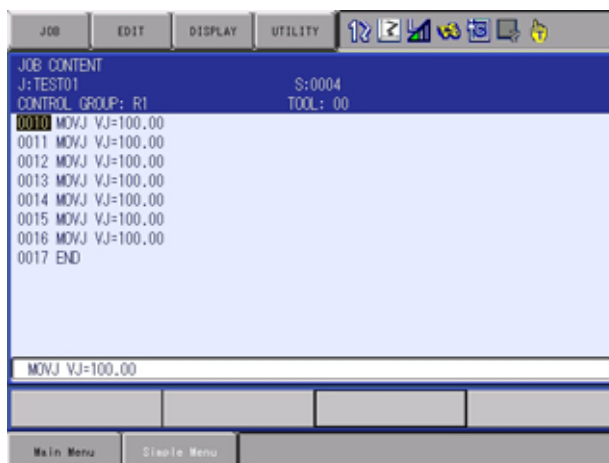 JOB EDIT DISPLAY UTILITY
JOB CONTENT
J:TEST01 S:0004
CONTROL GROUP: R1 TOOL: 00
0010 MOVJ VJ=100.00
0011 MOVJ VJ=100.00
0012 MOVJ VJ=100.00
0013 MOVJ VJ=100.00
0014 MOVJ VJ=100.00
0015 MOVJ VJ=100.00
0016 MOVJ VJ=100.00
0017 END
MOVJ VJ=100.00
Main Menu Simple Menu